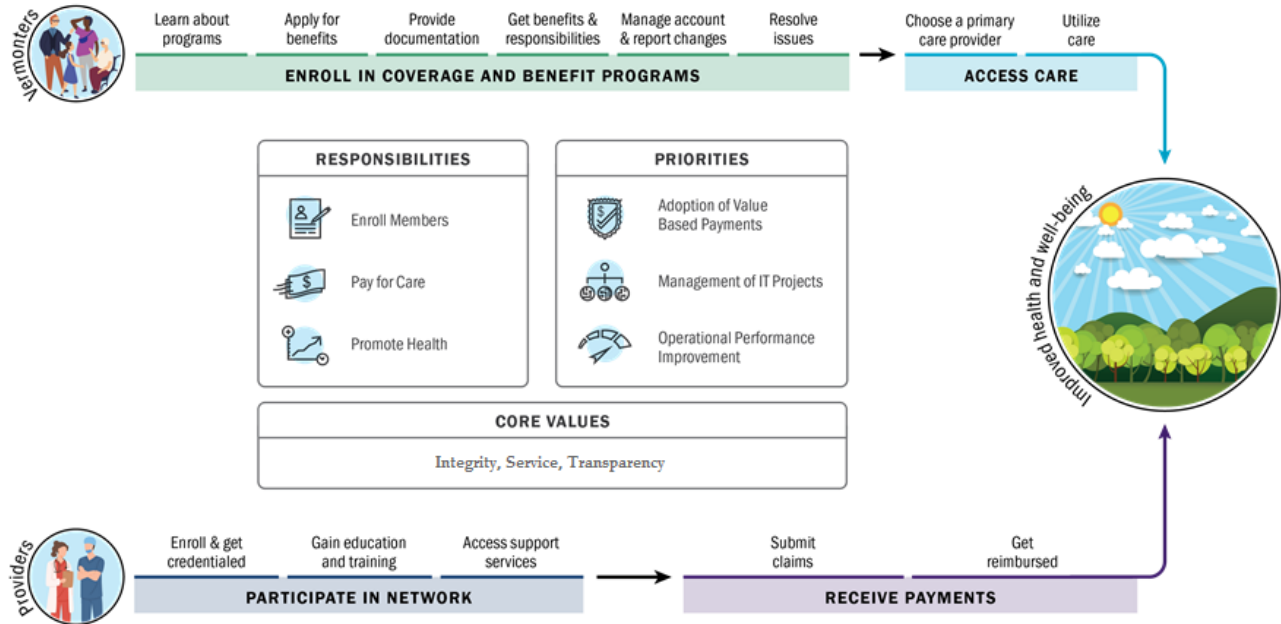 Vermonters
Learn about
programs
Apply for
benefits
Provide
documentation
Get benefits &
responsibilities
Manage account
& report changes
Resolve
issues
ENROLL IN COVERAGE AND BENEFIT PROGRAMS
Choose a primary
care provider
Utilize
care
ACCESS CARE
RESPONSIBILITIES
Enroll Members
$
Pay for Care
Promote Health
PRIORITIES
$
Adoption of Value
Based Payments
Management of IT Projects
Operational Performance
Improvement
CORE VALUES
Integrity, Service, Transparency
Improved health and well-being
Providers
Enroll & get
credentialed
Gain education
and training
Access support
services
PARTICIPATE IN NETWORK
Submit
claims
Get
reimbursed
RECEIVE PAYMENTS